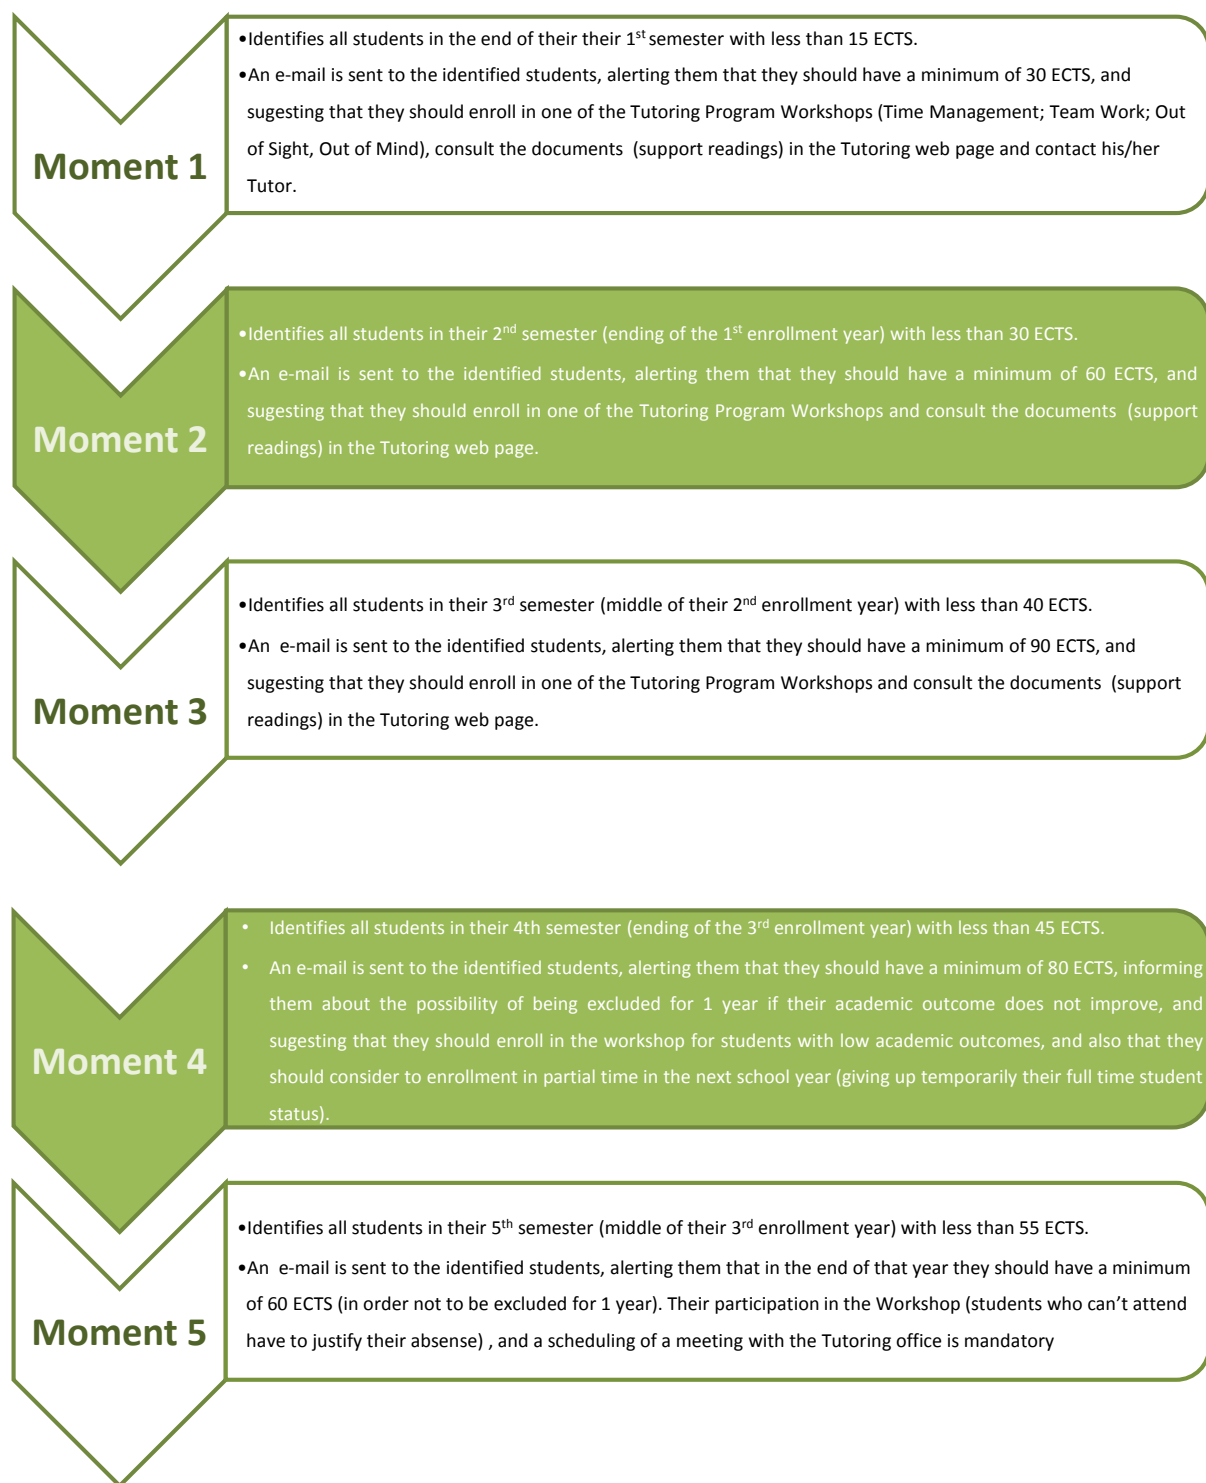 Moment 1
•Identifies all students in the end of their their 1st semester with less than 15 ECTS.
•An e-mail is sent to the identified students, alerting them that they should have a minimum of 30 ECTS, and
sugesting that they should enroll in one of the Tutoring Program Workshops (Time Management; Team Work; Out
of Sight, Out of Mind), consult the documents (support readings) in the Tutoring web page and contact his/her
Tutor.
Moment 2
•Identifies all students in their 2nd semester (ending of the 1st enrollment year) with less than 30 ECTS.
•An e-mail is sent to the identified students, alerting them that they should have a minimum of 60 ECTS, and
sugesting that they should enroll in one of the Tutoring Program Workshops and consult the documents (support
readings) in the Tutoring web page.
Moment 3
•Identifies all students in their 3rd semester (middle of their 2nd enrollment year) with less than 40 ECTS.
•An e-mail is sent to the identified students, alerting them that they should have a minimum of 90 ECTS, and
sugesting that they should enroll in one of the Tutoring Program Workshops and consult the documents (support
readings) in the Tutoring web page.
Moment 4
• Identifies all students in their 4th semester (ending of the 3rd enrollment year) with less than 45 ECTS.
• An e-mail is sent to the identified students, alerting them that they should have a minimum of 80 ECTS, informing
them about the possibility of being excluded for 1 year if their academic outcome does not improve, and
sugesting that they should enroll in the workshop for students with low academic outcomes, and also that they
should consider to enrollment in partial time in the next school year (giving up temporarily their full time student
status).
Moment 5
•Identifies all students in their 5th semester (middle of their 3rd enrollment year) with less than 55 ECTS.
•An e-mail is sent to the identified students, alerting them that in the end of that year they should have a minimum
of 60 ECTS (in order not to be excluded for 1 year). Their participation in the Workshop (students who can't attend
have to justify their absense) , and a scheduling of a meeting with the Tutoring office is mandatory